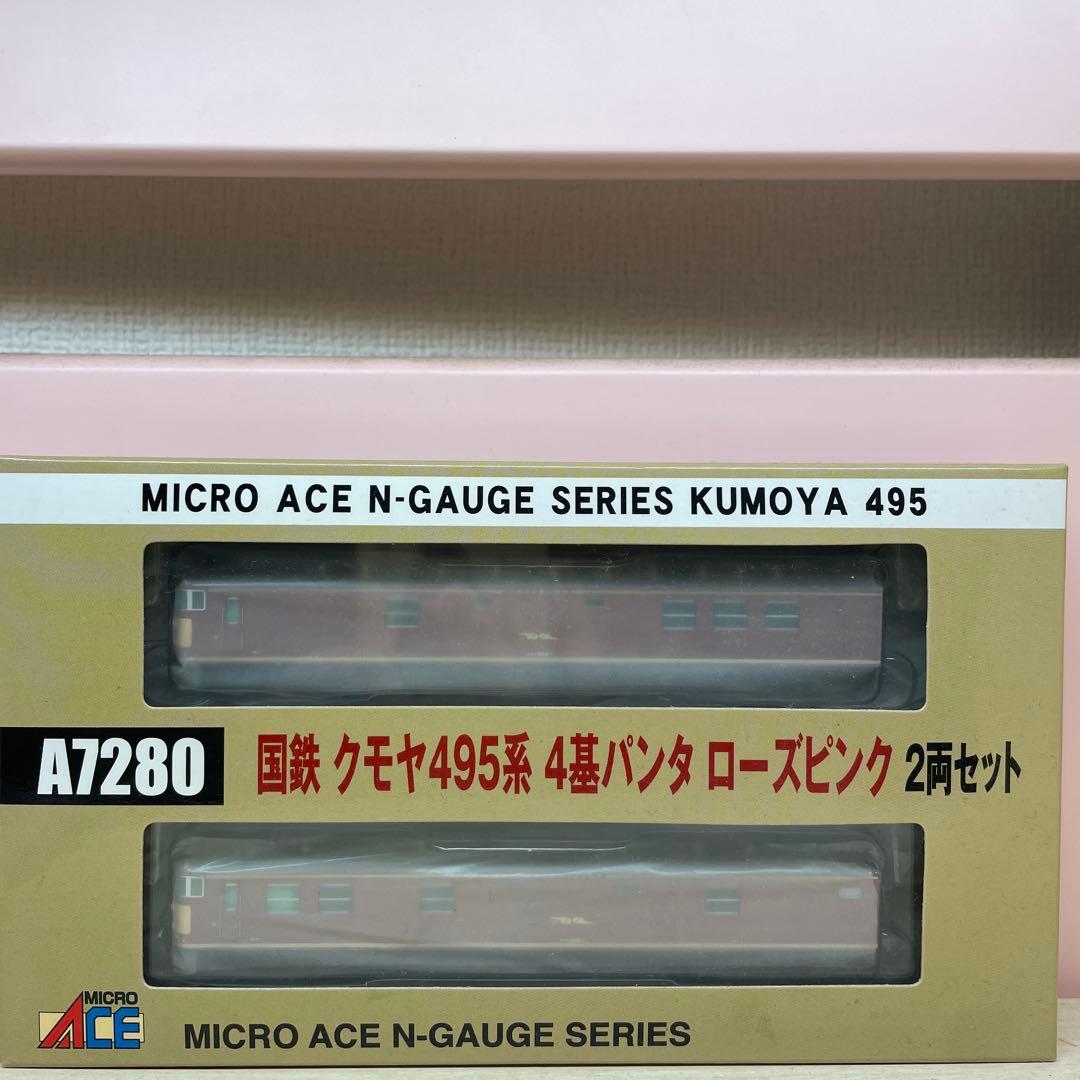 MICRO ACE N-GAUGE SERIES KUMOYA 495
A7280 国鉄 クモヤ495系 4基パンタ ローズピンク 2両セット
MICRO
ACE
MICRO ACE N-GAUGE SERIES